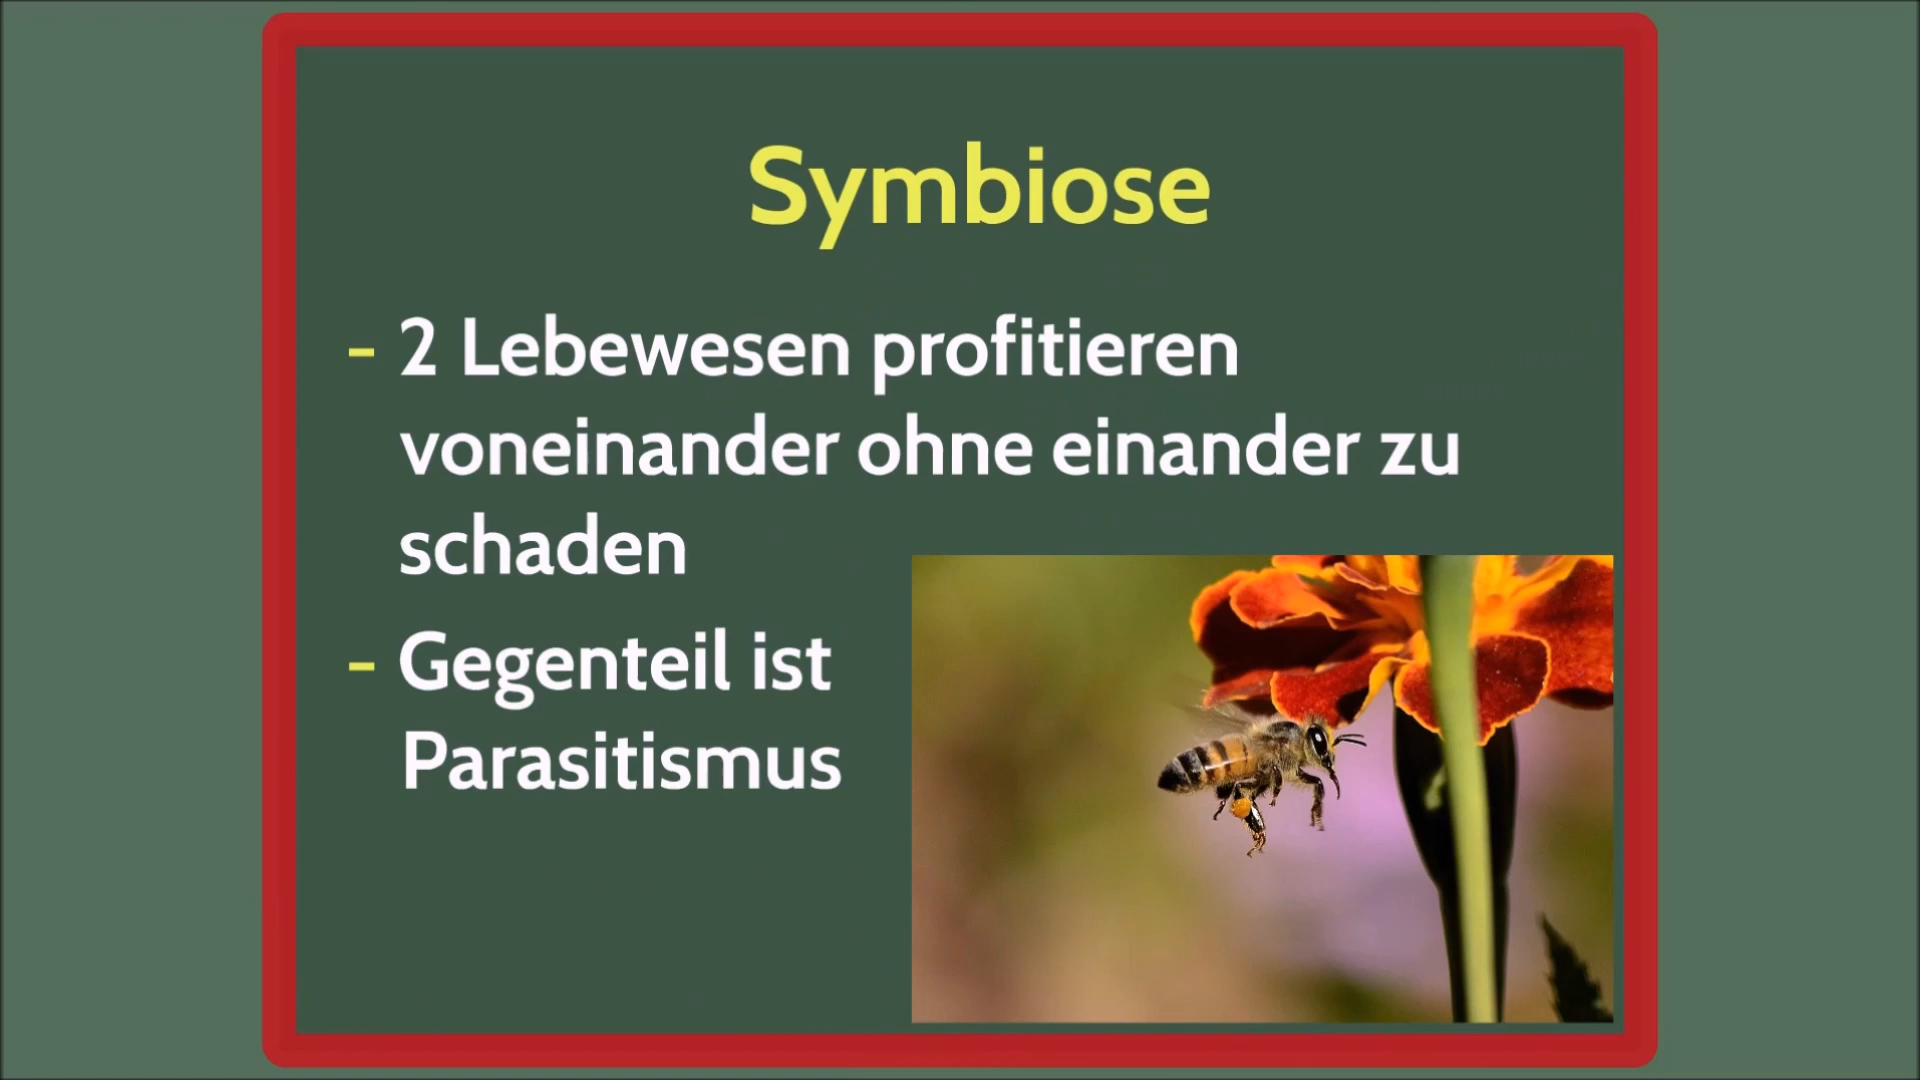 Symbiose
- 2 Lebewesen profitieren
voneinander ohne einander zu
schaden
- Gegenteil ist
Parasitismus